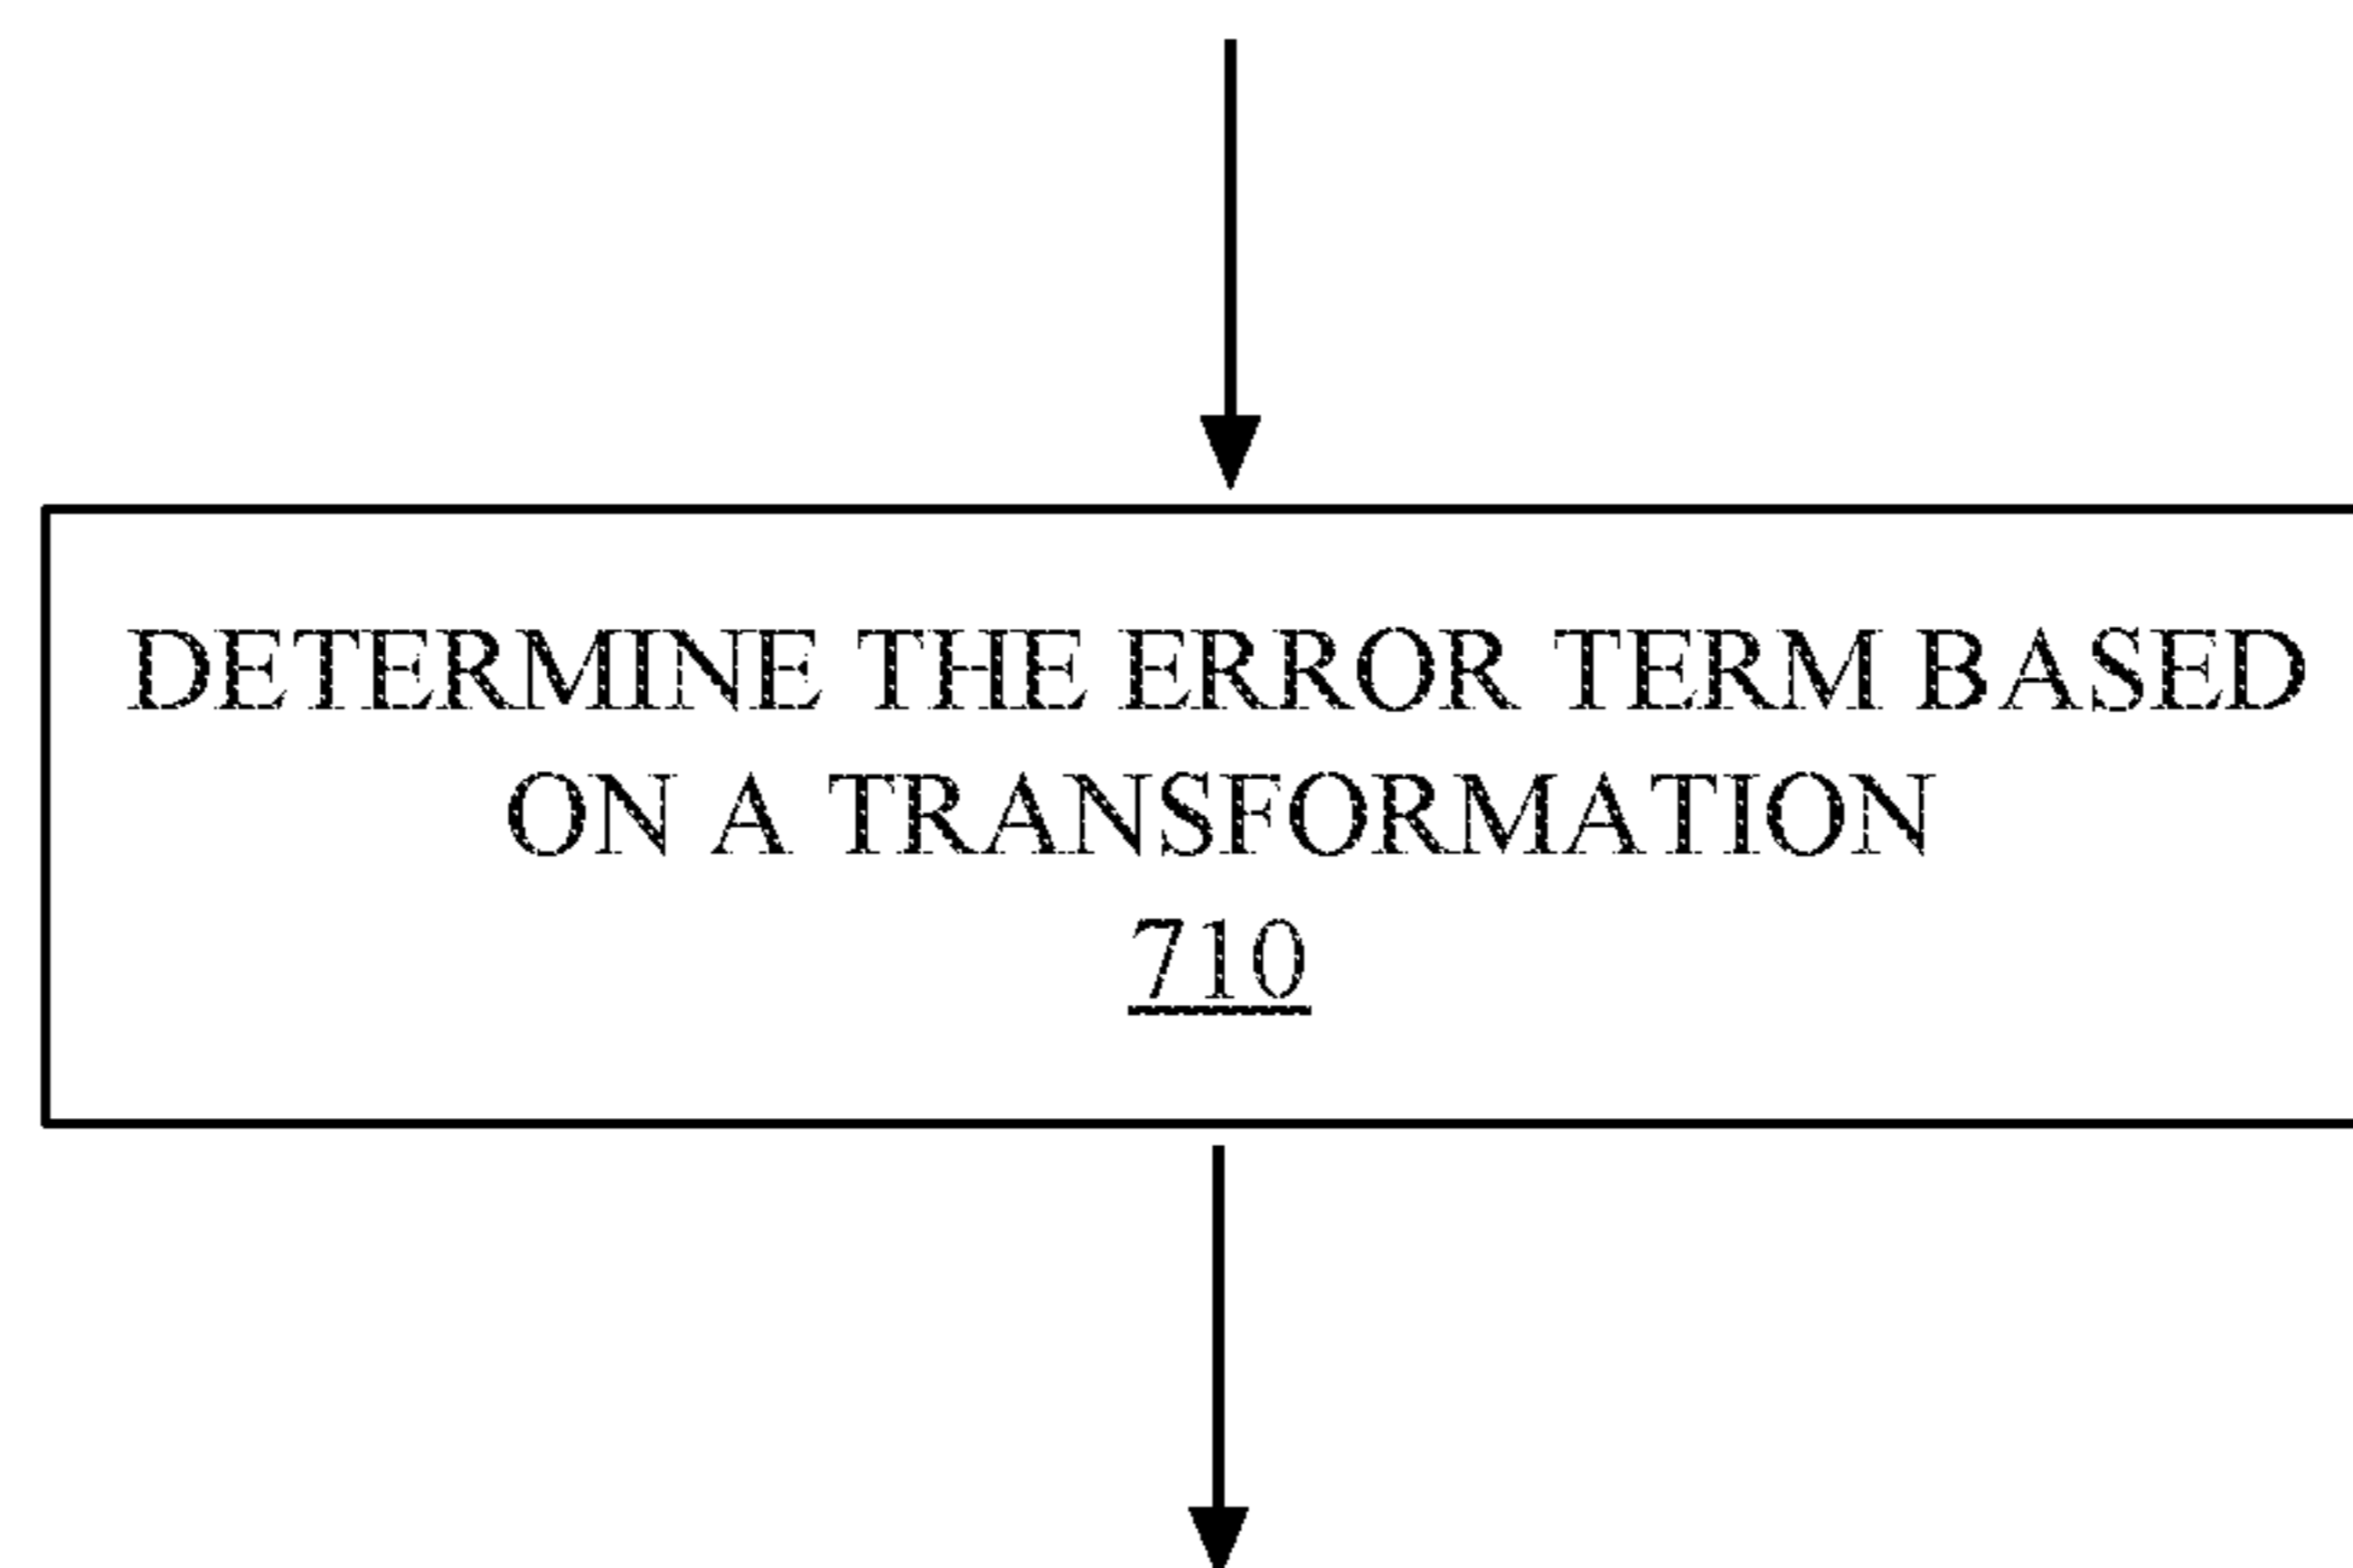 DETERMINE THE ERROR TERM BASED
ON A TRANSFORMATION
710